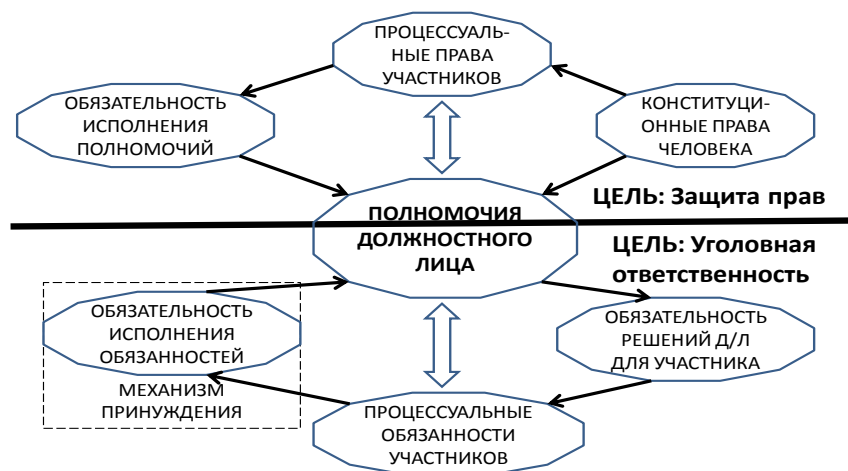 ПРОЦЕССУАЛЬ-
НЫЕ ПРАВА
УЧАСТНИКОВ
ОБЯЗАТЕЛЬНОСТЬ
ИСПОЛНЕНИЯ
ПОЛНОМОЧИЙ
КОНСТИТУЦИ-
ОННЫЕ ПРАВА
ЧЕЛОВЕКА
ЦЕЛЬ: Защита прав
ПОЛНОМОЧИЯ
ДОЛЖНОСТНОГО
ЛИЦА
ЦЕЛЬ: Уголовная
ответственность
ОБЯЗАТЕЛЬНОСТЬ
ИСПОЛНЕНИЯ
ОБЯЗАННОСТЕЙ
МЕХАНИЗМ
ПРИНУЖДЕНИЯ
ОБЯЗАТЕЛЬНОСТЬ
РЕШЕНИЙ Д/Л
ДЛЯ УЧАСТНИКА
ПРОЦЕССУАЛЬНЫЕ
ОБЯЗАННОСТИ
УЧАСТНИКОВ